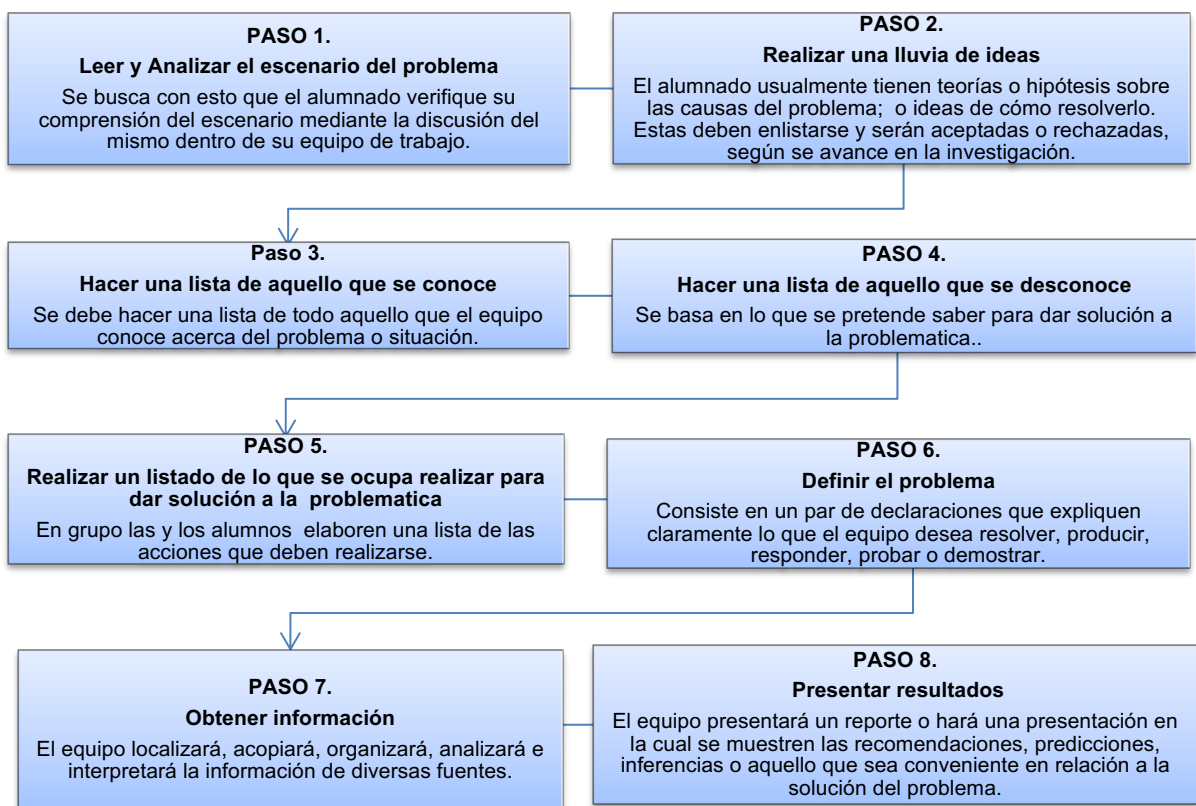 PASO 1.
Leer y Analizar el escenario del problema
Se busca con esto que el alumnado verifique su
comprensión del escenario mediante la discusión del
mismo dentro de su equipo de trabajo.
PASO 2.
Realizar una lluvia de ideas
El alumnado usualmente tienen teorías o hipótesis sobre
las causas del problema; o ideas de cómo resolverlo.
Estas deben enlistarse y serán aceptadas o rechazadas,
según se avance en la investigación.
Paso 3.
Hacer una lista de aquello que se conoce
Se debe hacer una lista de todo aquello que el equipo
conoce acerca del problema o situación.
PASO 4.
Hacer una lista de aquello que se desconoce
Se basa en lo que se pretende saber para dar solución a
la problematica..
PASO 5.
Realizar un listado de lo que se ocupa realizar para
dar solución a la problematica
En grupo las y los alumnos elaboren una lista de las
acciones que deben realizarse.
PASO 6.
Definir el problema
Consiste en un par de declaraciones que expliquen
claramente lo que el equipo desea resolver, producir,
responder, probar o demostrar.
PASO 7.
Obtener información
El equipo localizará, acopiará, organizará, analizará e
interpretará la información de diversas fuentes.
PASO 8.
Presentar resultados
El equipo presentará un reporte o hará una presentación en
la cual se muestren las recomendaciones, predicciones,
inferencias o aquello que sea conveniente en relación a la
solución del problema.